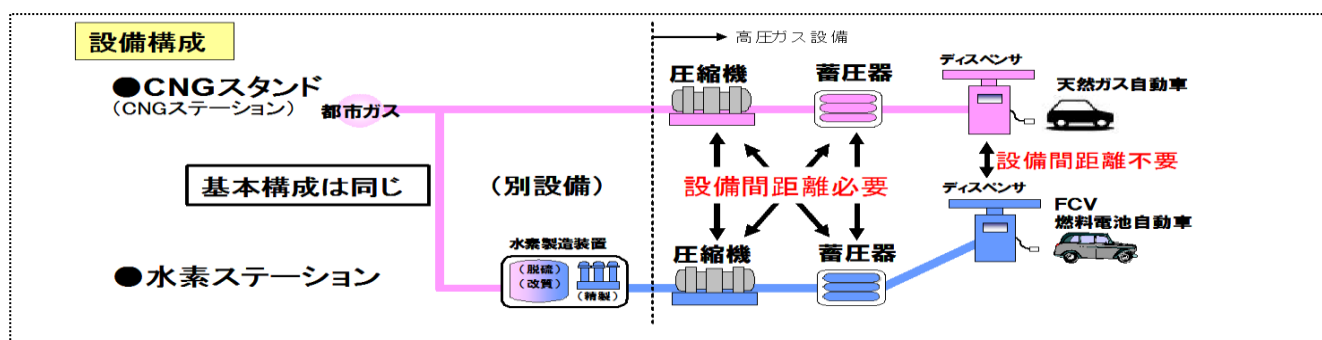 設備構成
高圧ガス設備
●CNGスタンド
(CNGステーション)
都市ガス
圧縮機
蓄圧器
ディスペンサ
天然ガス自動車
基本構成は同じ
(別設備)
設備間距離必要
設備間距離不要
ディスペンサ
FCV
燃料電池自動車
●水素ステーション
水素製造装置
(脱硫)
(改質)
(精製)
圧縮機
蓄圧器